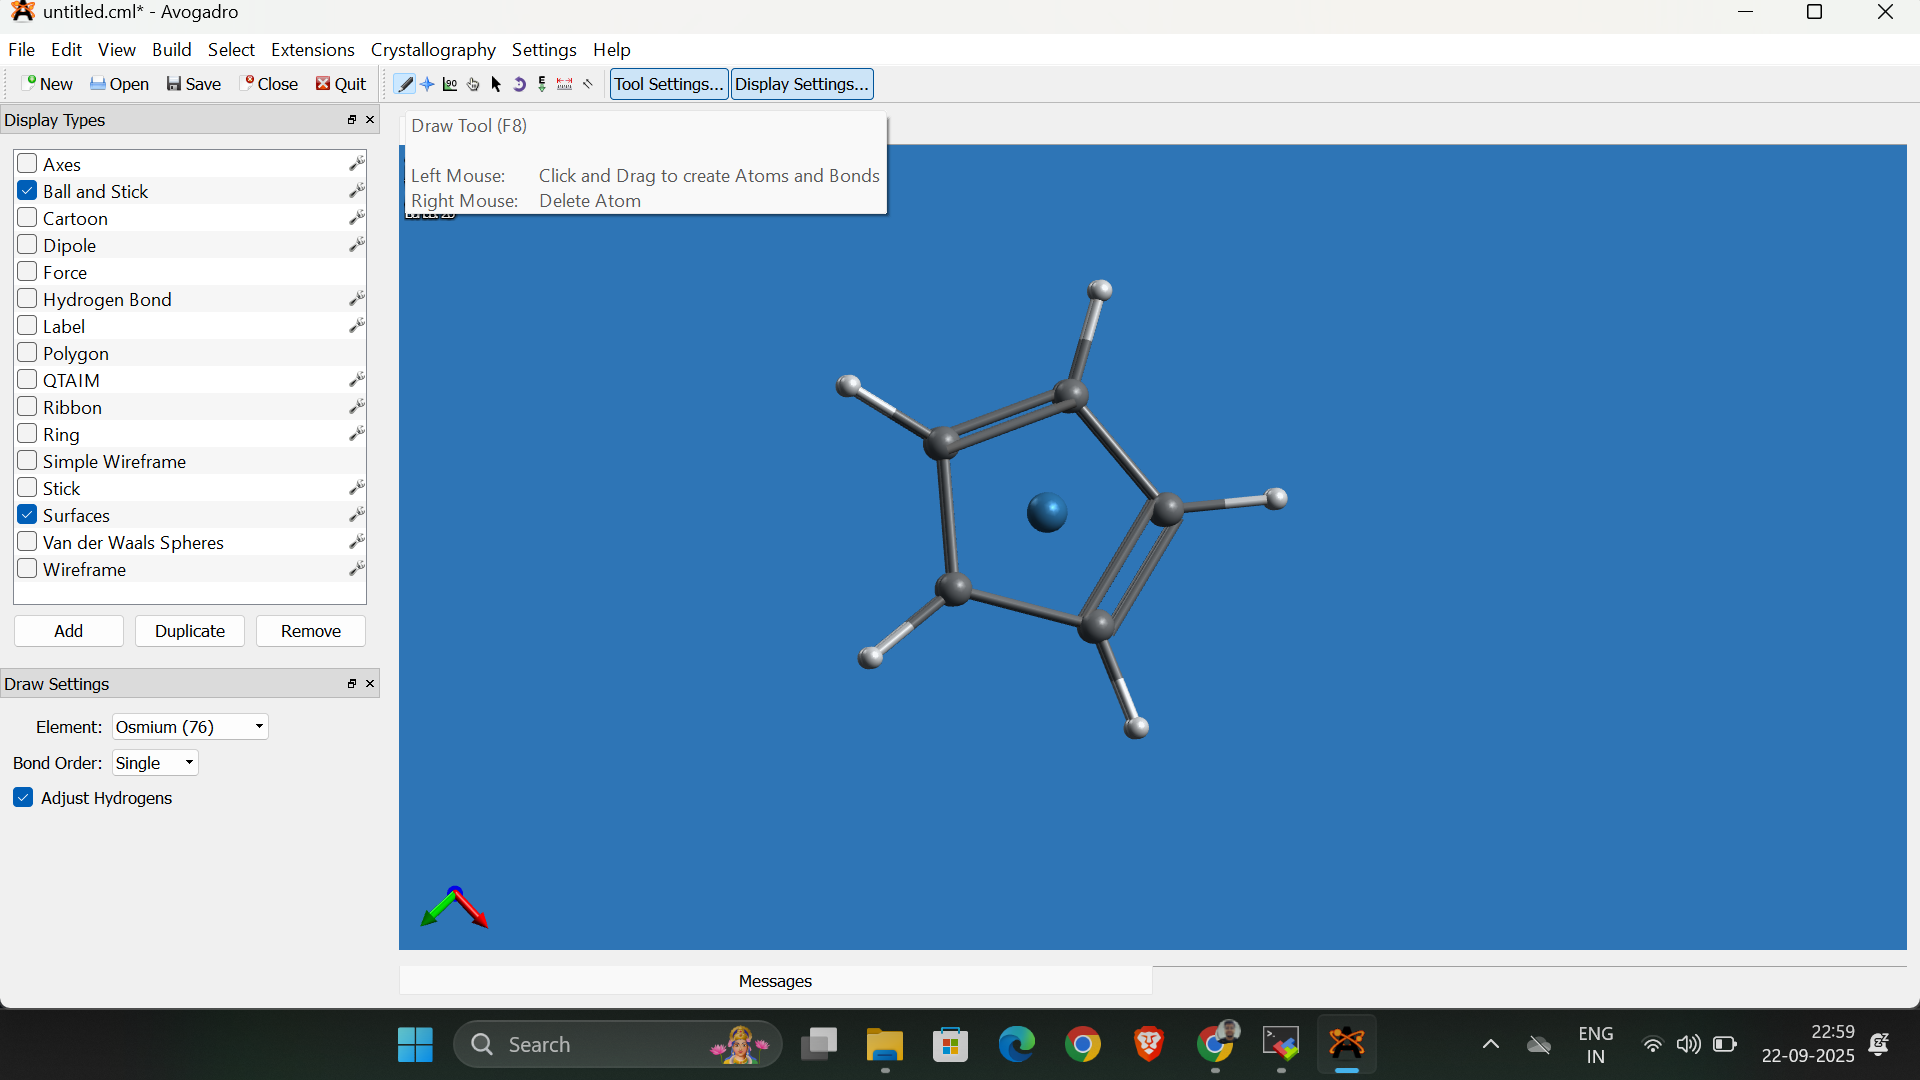 untitled.cml* - Avogadro
File Edit View Build Select Extensions Crystallography Settings Help
New Open Save Close Quit Tool Settings... Display Settings...
Display Types
Draw Tool (F8)
Left Mouse: Click and Drag to create Atoms and Bonds
Right Mouse: Delete Atom
Axes
Ball and Stick
Cartoon
Dipole
Force
Hydrogen Bond
Label
Polygon
QTAIM
Ribbon
Ring
Simple Wireframe
Stick
Surfaces
Van der Waals Spheres
Wireframe
Add Duplicate Remove
Draw Settings
Element: Osmium (76)
Bond Order: Single
Adjust Hydrogens
Messages
Search
ENG
IN
22:59
22-09-2025